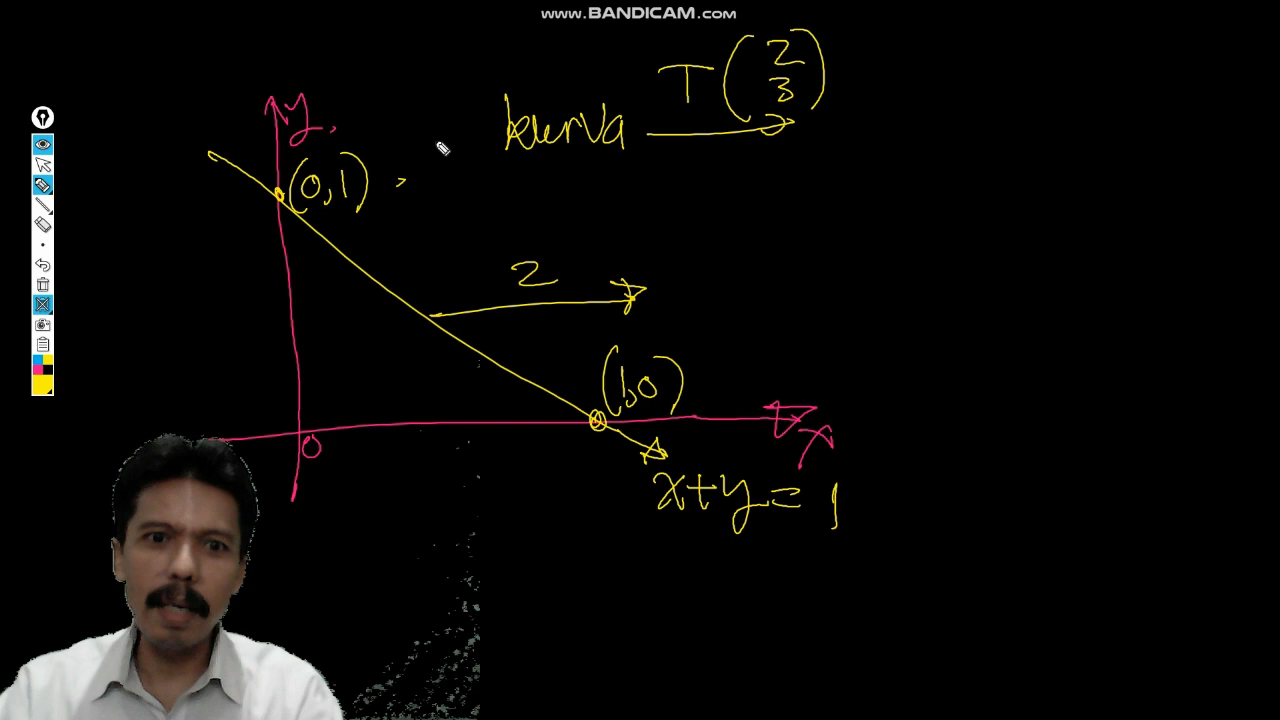 www.BANDICAM.com
T(2 3)
kurva
y
(0,1)
2
(1,0)
0
x
x+y=1